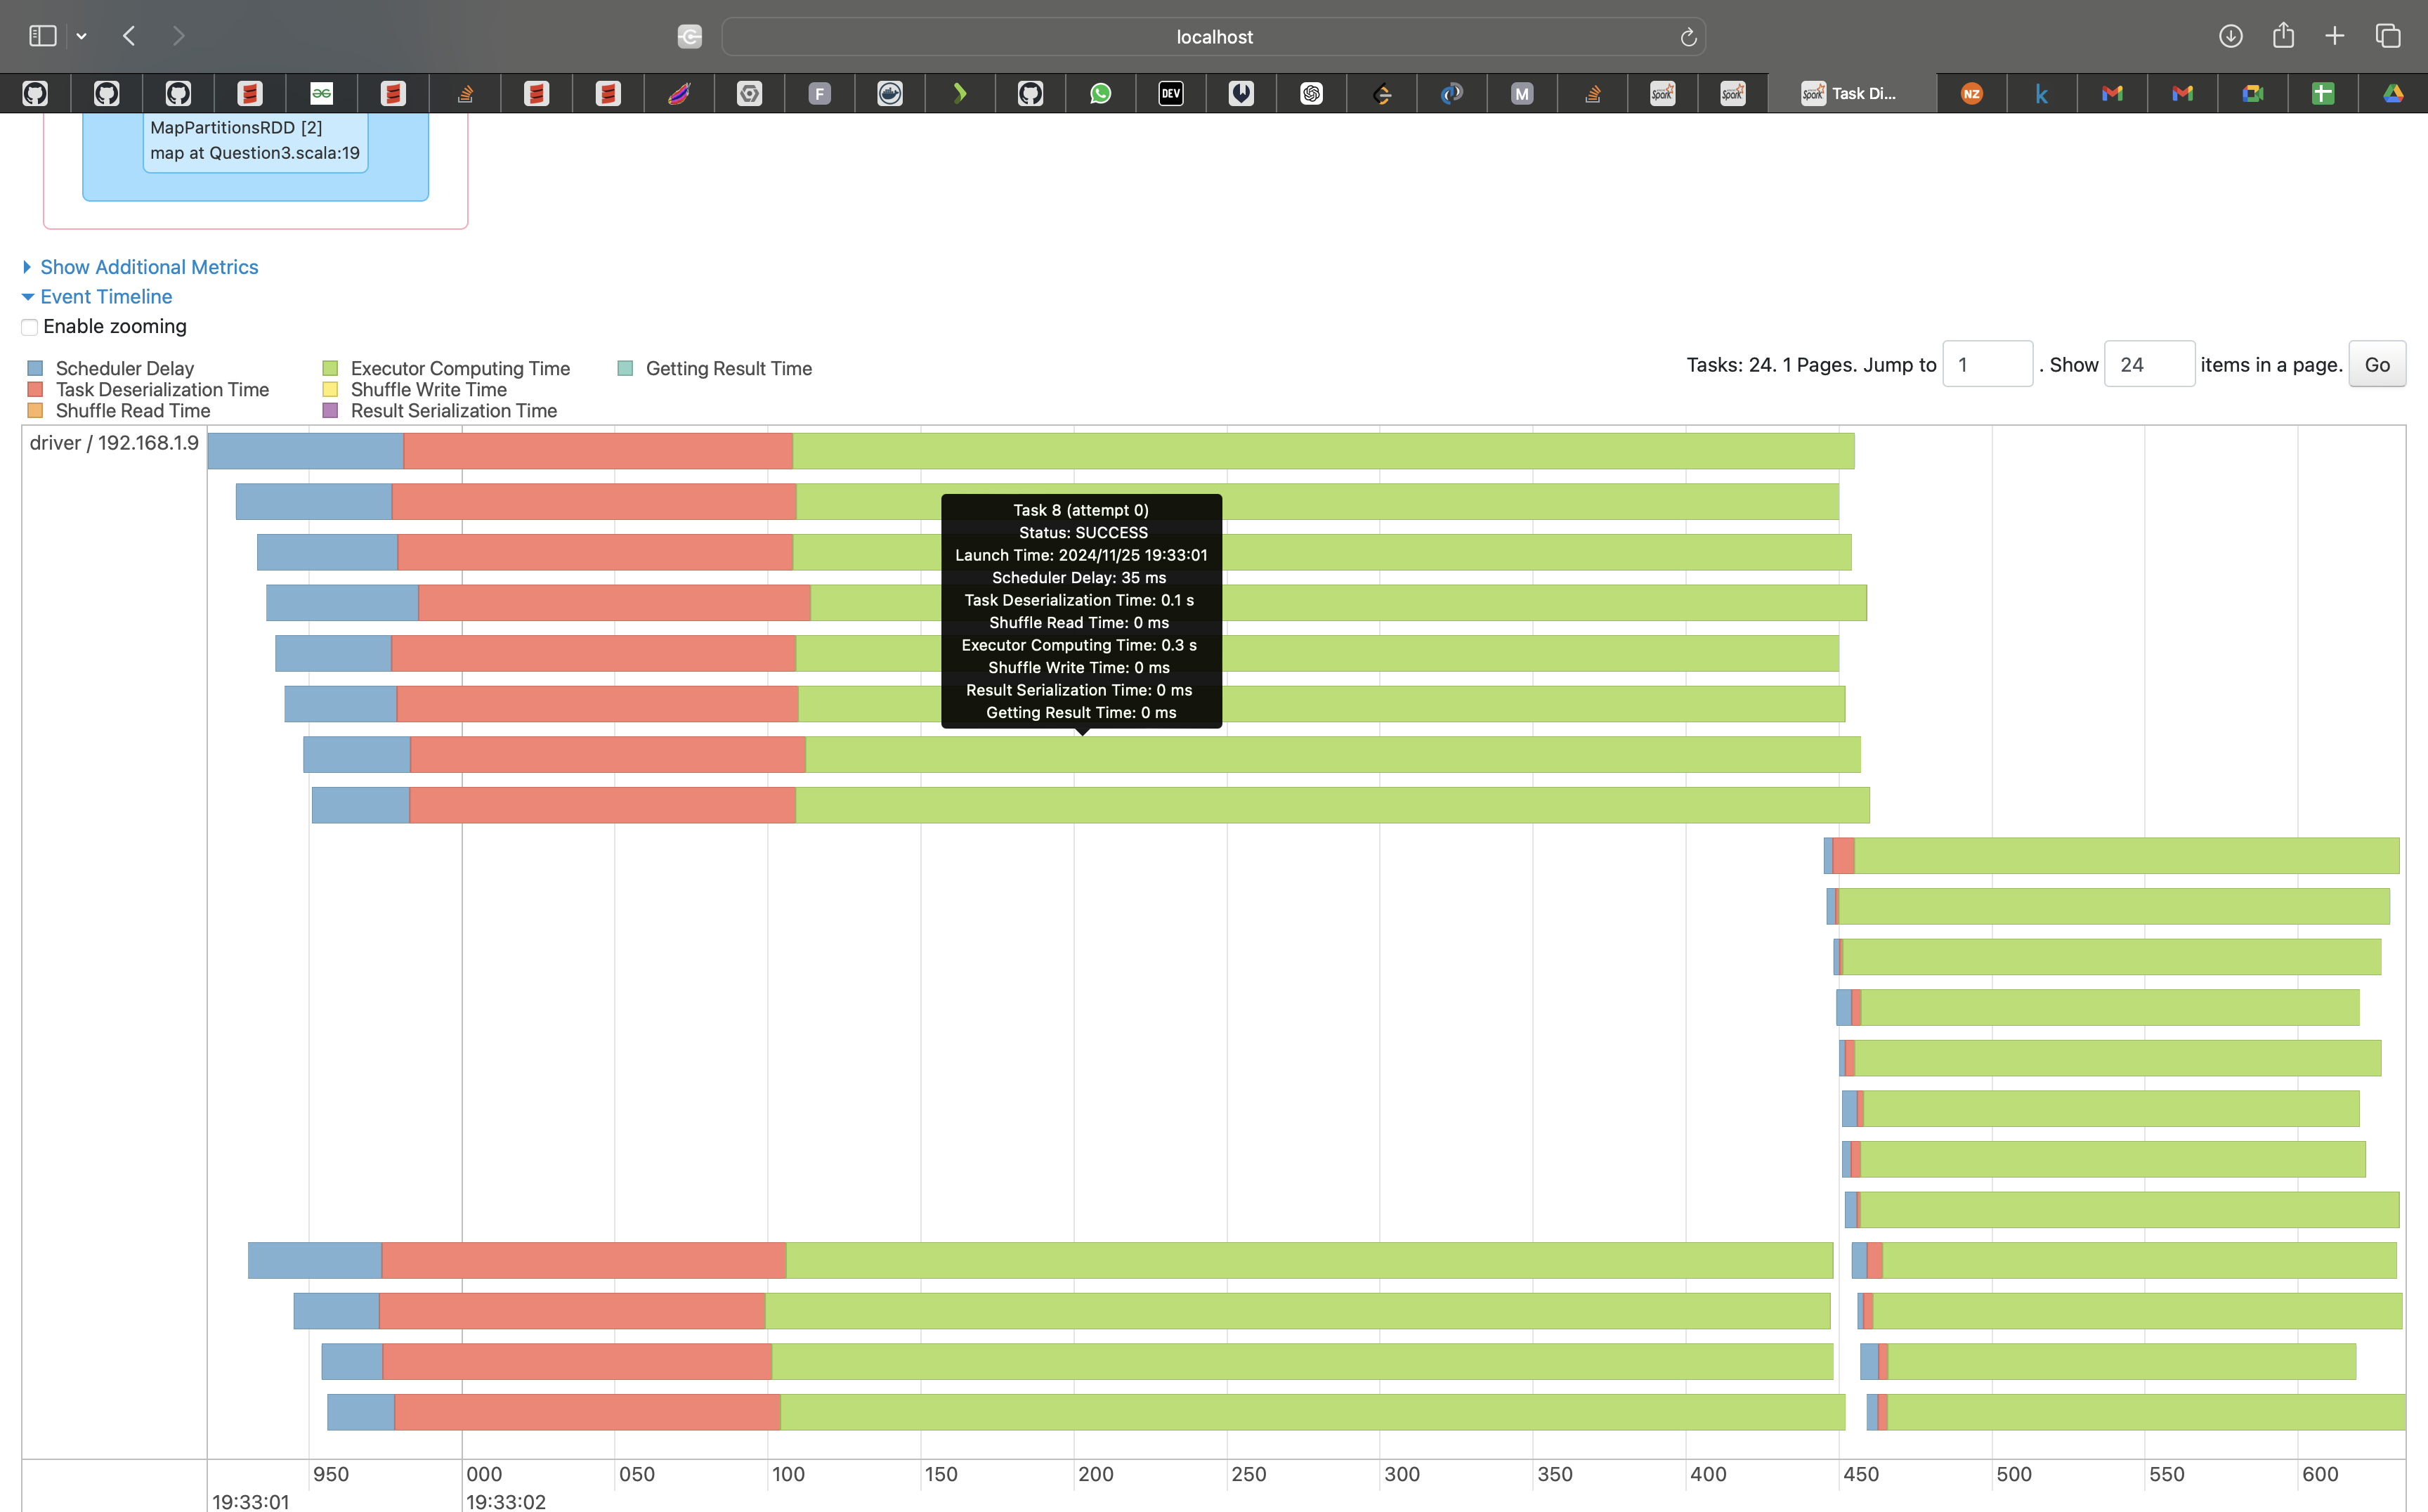 localhost
F
DEV
M
Spark
Spark
Spark
Task Di...
NZ
k
MapPartitionsRDD [2]
map at Question3.scala:19
Show Additional Metrics
Event Timeline
Enable zooming
Scheduler Delay
Executor Computing Time
Getting Result Time
Task Deserialization Time
Shuffle Write Time
Shuffle Read Time
Result Serialization Time
Tasks: 24. 1 Pages. Jump to 1 . Show 24 items in a page. Go
driver / 192.168.1.9
Task 8 (attempt 0)
Status: SUCCESS
Launch Time: 2024/11/25 19:33:01
Scheduler Delay: 35 ms
Task Deserialization Time: 0.1 s
Shuffle Read Time: 0 ms
Executor Computing Time: 0.3 s
Shuffle Write Time: 0 ms
Result Serialization Time: 0 ms
Getting Result Time: 0 ms
950 000 050 100 150 200 250 300 350 400 450 500 550 600
19:33:01 19:33:02